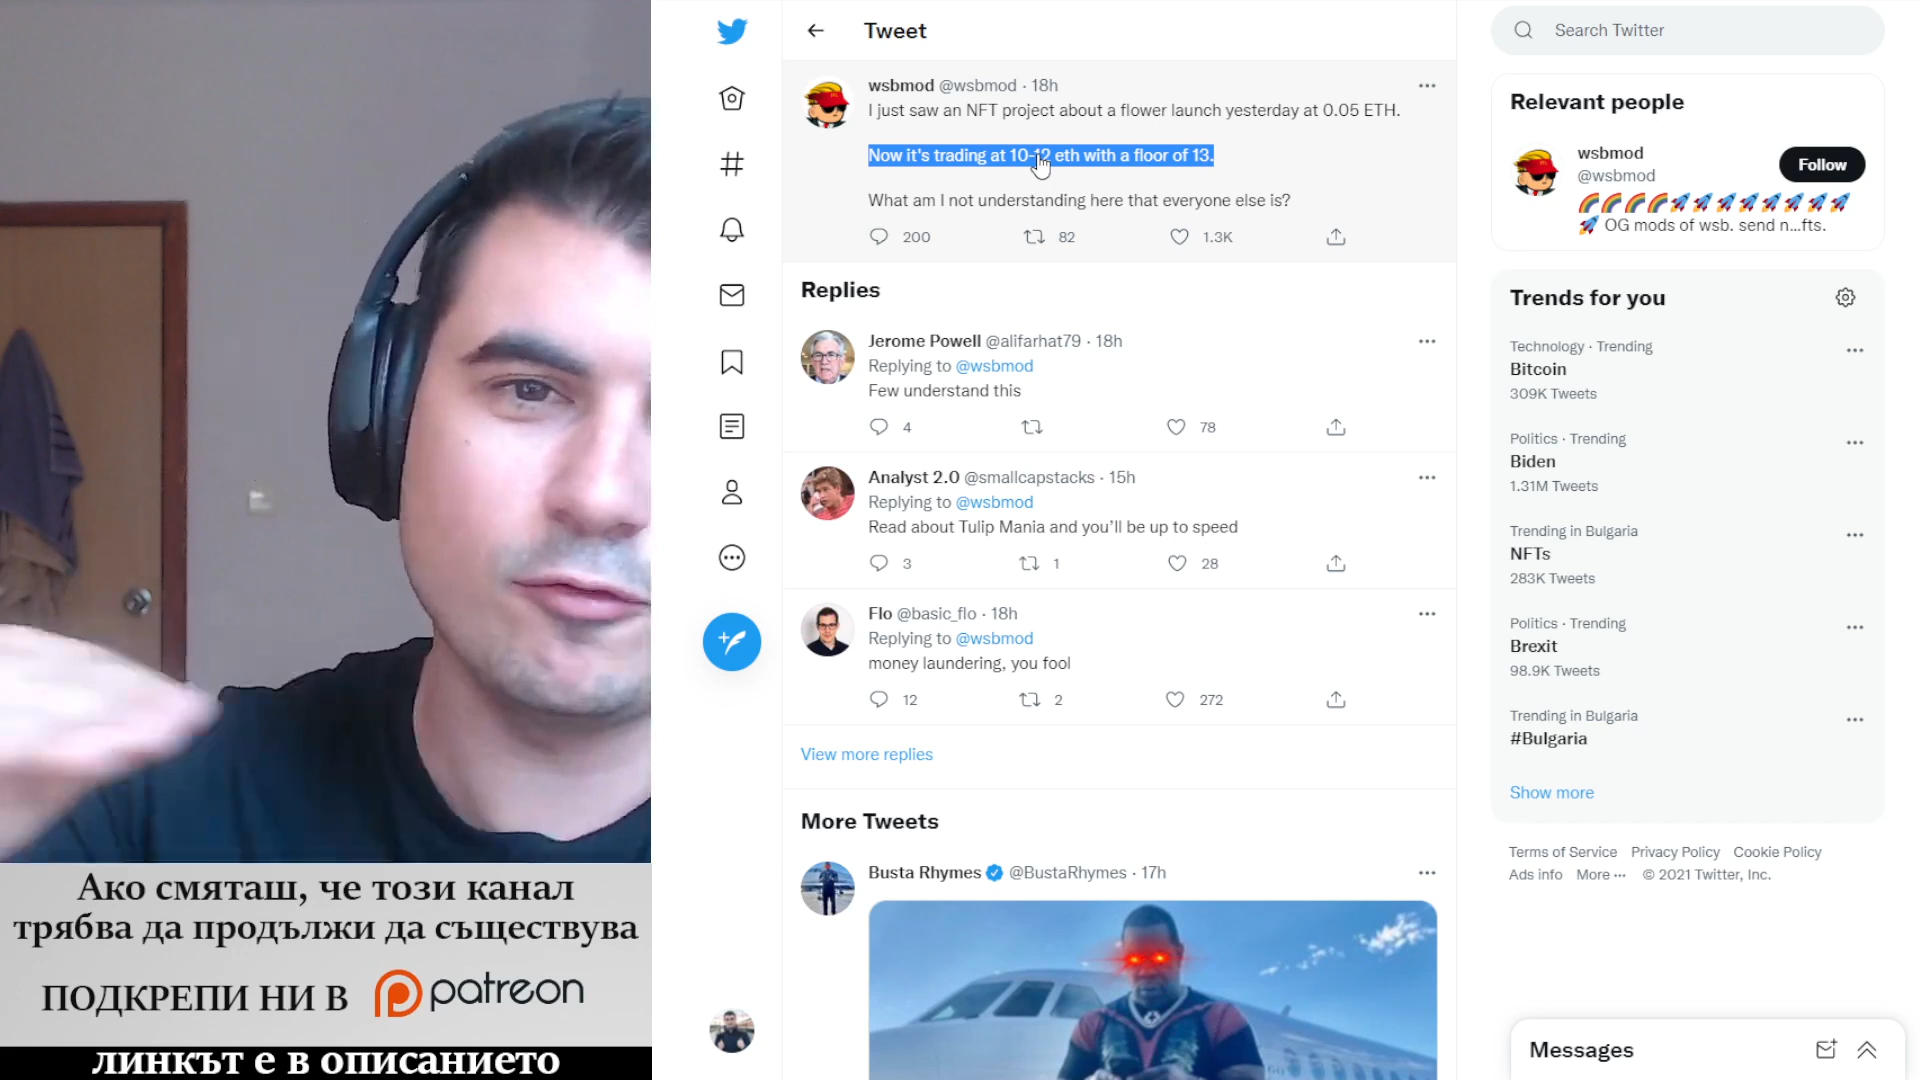 Tweet
wsbmod @wsbmod · 18h
I just saw an NFT project about a flower launch yesterday at 0.05 ETH.
Now it's trading at 10-12 eth with a floor of 13.
What am I not understanding here that everyone else is?
200 82 1.3K
Replies
Jerome Powell @alifarhat79 · 18h
Replying to @wsbmod
Few understand this
4 78
Analyst 2.0 @smallcapstacks · 15h
Replying to @wsbmod
Read about Tulip Mania and you'll be up to speed
3 1 28
Flo @basic_flo · 18h
Replying to @wsbmod
money laundering, you fool
12 2 272
View more replies
More Tweets
Busta Rhymes @BustaRhymes · 17h
Search Twitter
Relevant people
wsbmod
@wsbmod
Follow
OG mods of wsb. send n...fts.
Trends for you
Technology · Trending
Bitcoin
309K Tweets
Politics · Trending
Biden
1.31M Tweets
Trending in Bulgaria
NFTs
283K Tweets
Politics · Trending
Brexit
98.9K Tweets
Trending in Bulgaria
#Bulgaria
Show more
Terms of Service Privacy Policy Cookie Policy
Ads info More ··· © 2021 Twitter, Inc.
Messages
Ако смяташ, че този канал
трябва да продължи да съществува
ПОДКРЕПИ НИ В patreon
линкът е в описанието